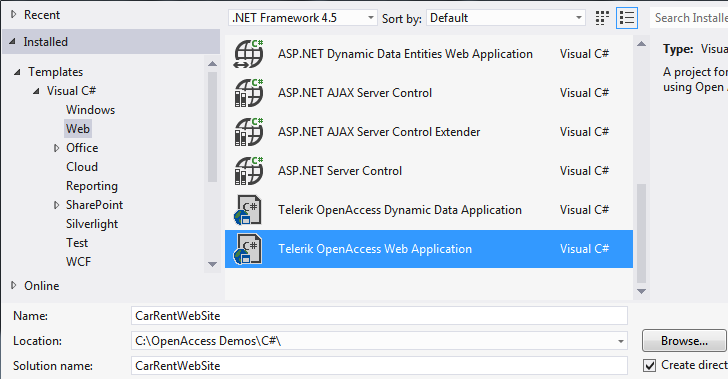 Recent
.NET Framework 4.5 Sort by: Default
Search Installe
Installed
Templates
Visual C#
Windows
Web
Office
Cloud
Reporting
SharePoint
Silverlight
Test
WCF
Online
ASP.NET Dynamic Data Entities Web Application Visual C#
ASP.NET AJAX Server Control Visual C#
ASP.NET AJAX Server Control Extender Visual C#
ASP.NET Server Control Visual C#
Telerik OpenAccess Dynamic Data Application Visual C#
Telerik OpenAccess Web Application Visual C#
Type: Visua
A project for
using Open A
Name: CarRentWebSite
Location: C:\OpenAccess Demos\C#\ Browse...
Solution name: CarRentWebSite
Create direct